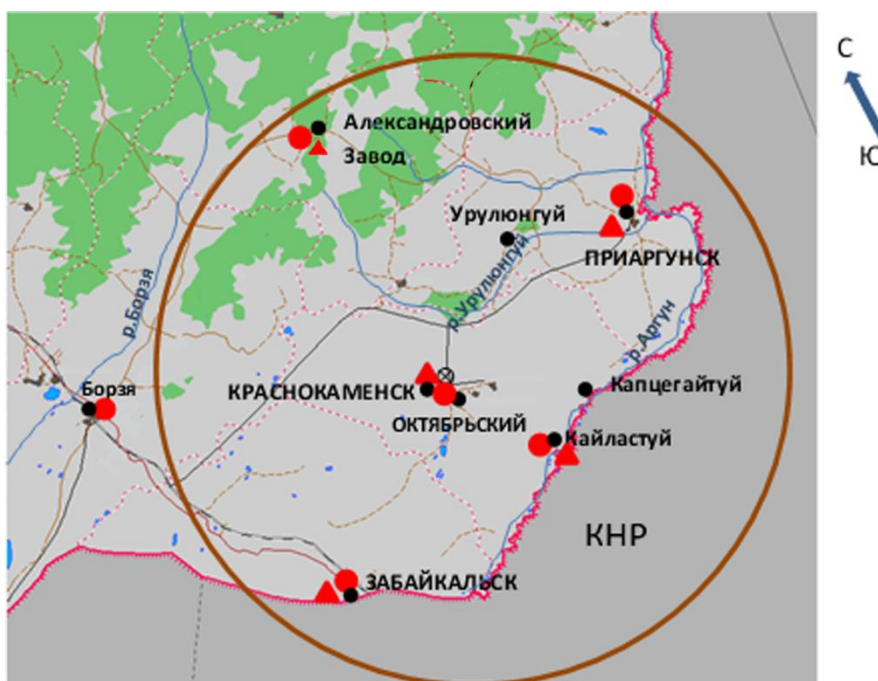 С
Александровский
Завод
Ю
Урулюнгуй
ПРИАРГУНСК
р.Урулюнгуй
р.Борзя
р.Аргун
Борзя
КРАСНОКАМЕНСК
Капцегайтуй
ОКТЯБРЬСКИЙ
Кайластуй
КНР
ЗАБАЙКАЛЬСК